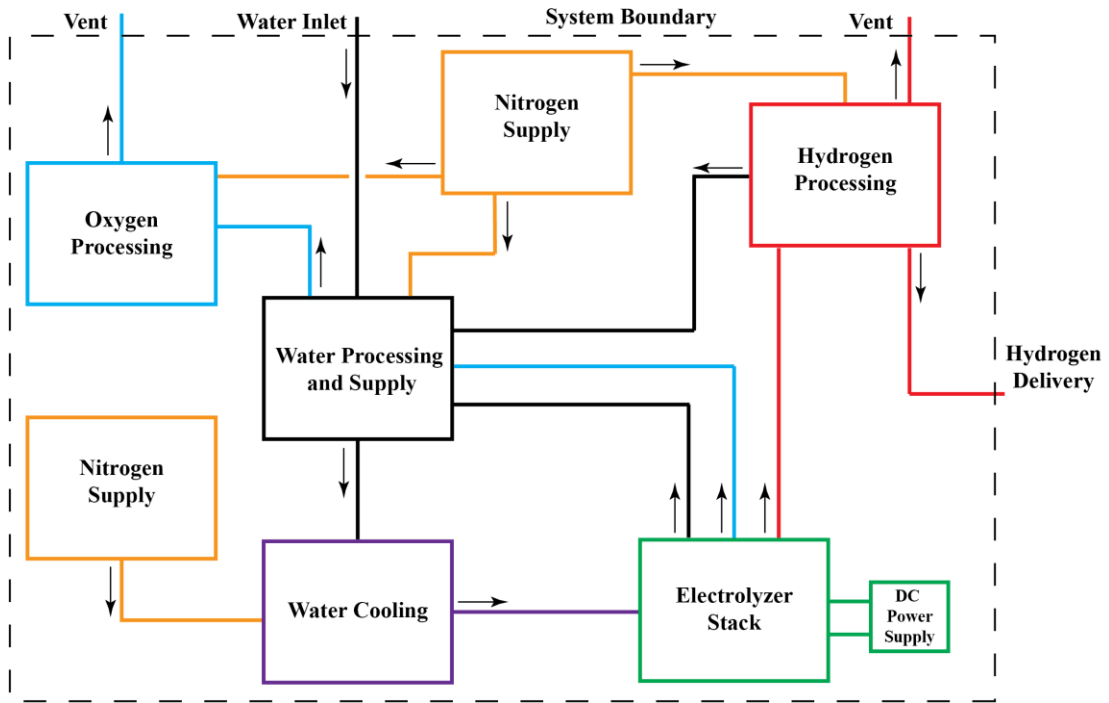 Vent
Water Inlet
System Boundary
Vent
Nitrogen
Supply
Hydrogen
Processing
Oxygen
Processing
Water Processing
and Supply
Hydrogen
Delivery
Nitrogen
Supply
Water Cooling
Electrolyzer
Stack
DC
Power
Supply